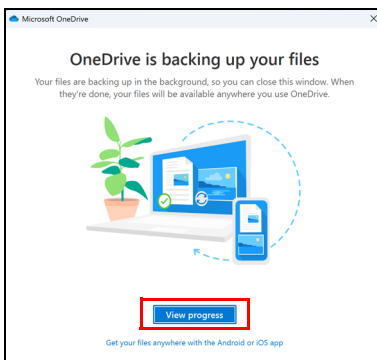 Microsoft OneDrive
OneDrive is backing up your files
Your files are backing up in the background, so you can close this window. When
they're done, your files will be available anywhere you use OneDrive.
View progress
Get your files anywhere with the Android or iOS app